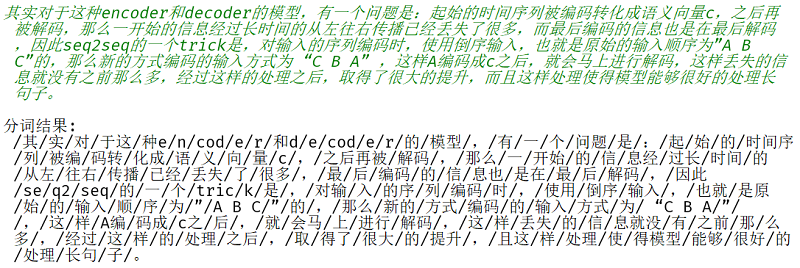 其实对于这种encoder和decoder的模型，有一个问题是：起始的时间序列被编码转化成语义向量c，之后再
被解码，那么一开始的信息经过长时间的从左往右传播已经丢失了很多，而最后编码的信息也是在最后解码
，因此seq2seq的一个trick是，对输入的序列编码时，使用倒序输入，也就是原始的输入顺序为”A B
C”的，那么新的方式编码的输入方式为 “C B A” ，这样A编码成c之后，就会马上进行解码，这样丢失的信
息就没有之前那么多，经过这样的处理之后，取得了很大的提升，而且这样处理使得模型能够很好的处理长
句子。
分词结果：
/其/实/对/于这/种e/n/cod/e/r/和d/e/cod/e/r/的/模型/，/有/一/个/问题/是/：/起/始/的/时间序
/列/被编/码转/化成/语/义/向/量/c/，/之后再被/解码/，/那么/一/开始/的/信/息经/过长/时间/的
/从左/往右/传播/已经/丢失/了/很多/，/而/最/后/编码/的/信/息也/是在/最/后/解码/，/因此
/se/q2/seq/的/一/个/tric/k/是/，/对输/入/的序/列/编码/时/，/使用/倒序/输入/，/也就/是原
/始/的/输入/顺/序/为/”/A B C/”/的/，/那么/新的/方式/编码/的/输入/方式/为/ “C B A/”/
/，/这/样/A编/码成/c之/后/，/就/会马/上/进行/解码/，/这/样/丢失/的/信/息就没/有/之前/那/么
多/，/经过/这/样/的/处理/之后/，/取/得了/很大/的/提升/，/且这/样/处理/使/得模型/能够/很好/的
/处理/长句/子/。